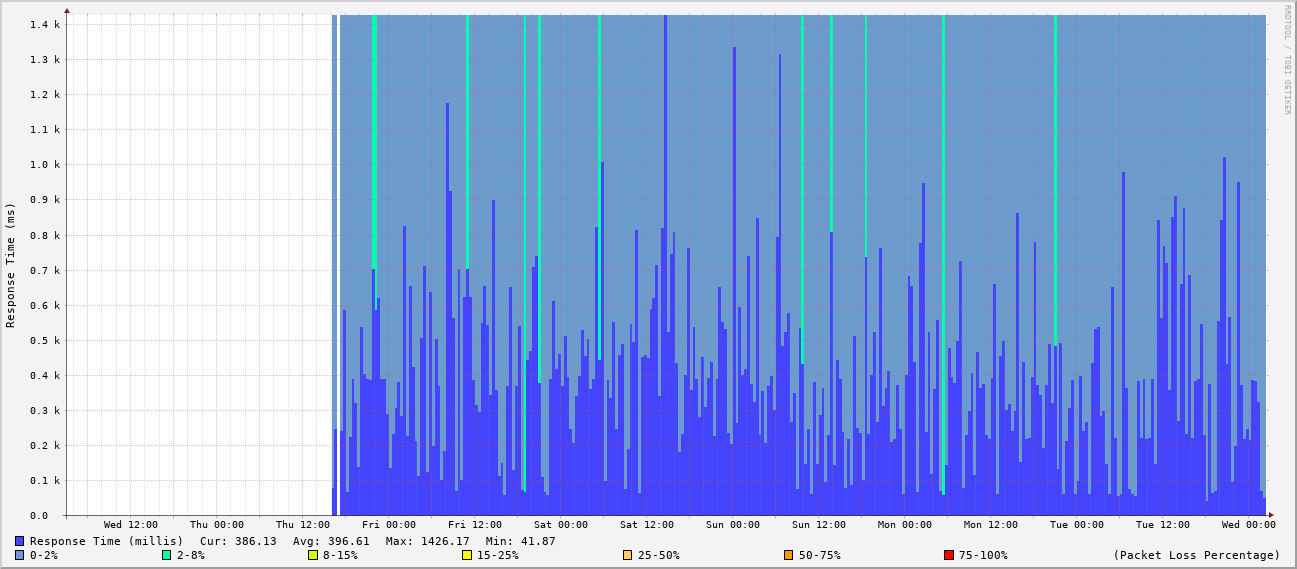 RRDTOOL / TOBI OETIKER
Response Time (ms)
1.4 k
1.3 k
1.2 k
1.1 k
1.0 k
0.9 k
0.8 k
0.7 k
0.6 k
0.5 k
0.4 k
0.3 k
0.2 k
0.1 k
0.0
Wed 12:00 Thu 00:00 Thu 12:00 Fri 00:00 Fri 12:00 Sat 00:00 Sat 12:00 Sun 00:00 Sun 12:00 Mon 00:00 Mon 12:00 Tue 00:00 Tue 12:00 Wed 00:00
Response Time (millis) Cur: 386.13 Avg: 396.61 Max: 1426.17 Min: 41.87
0-2% 2-8% 8-15% 15-25% 25-50% 50-75% 75-100% (Packet Loss Percentage)